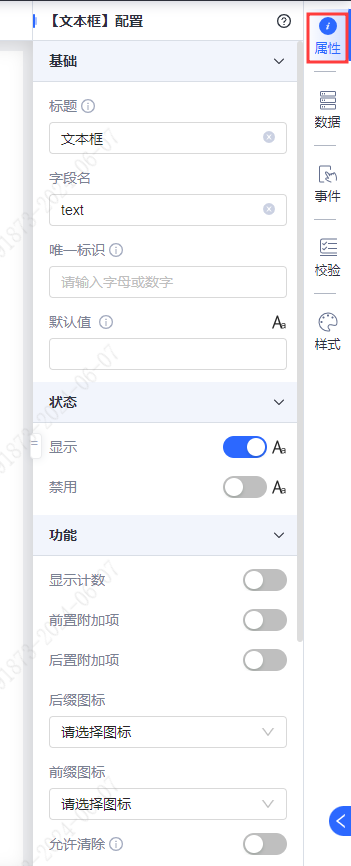 【文本框】配置
属性
基础
标题
文本框
数据
字段名
text
事件
唯一标识
请输入字母或数字
校验
默认值
样式
状态
显示
禁用
功能
显示计数
前置附加项
后置附加项
后缀图标
请选择图标
前缀图标
请选择图标
允许清除